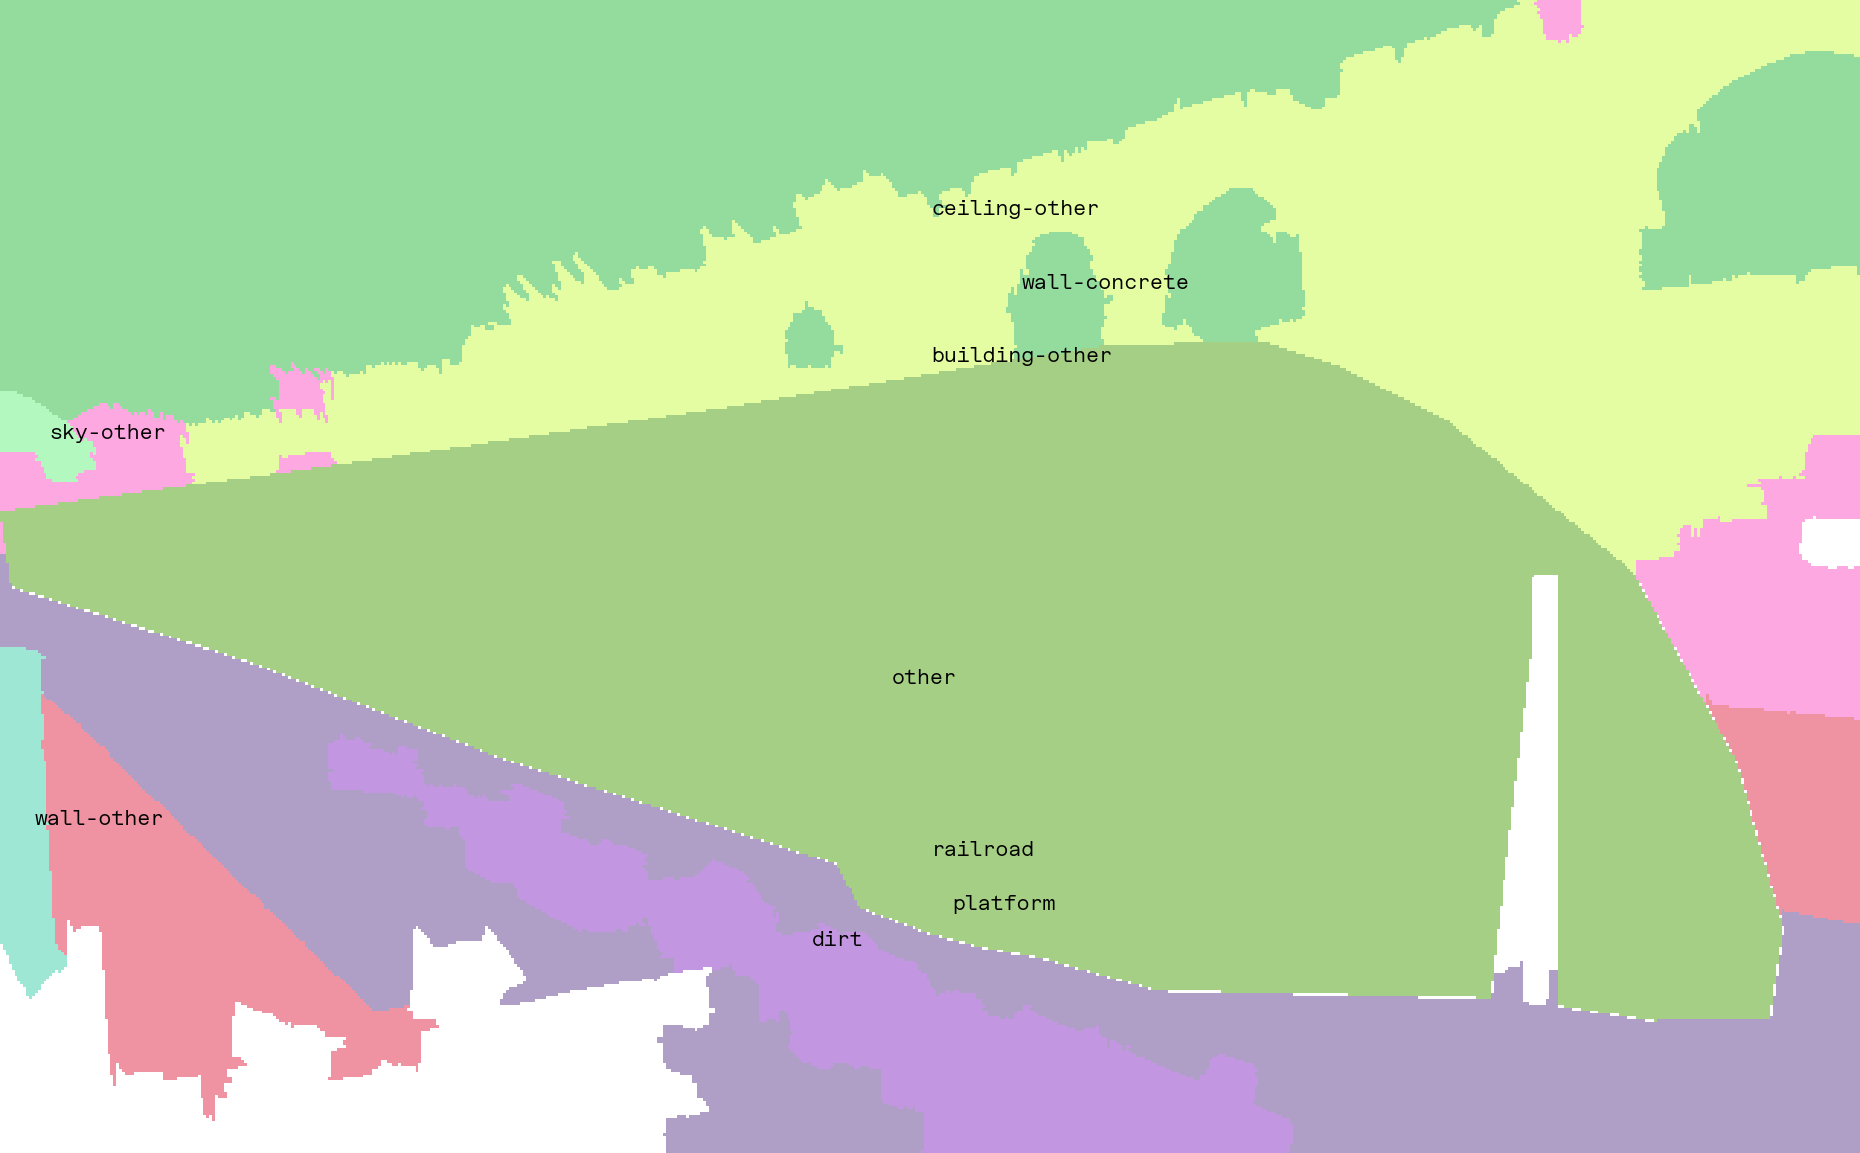 ceiling-other
wall-concrete
building-other
sky-other
other
wall-other
railroad
platform
dirt